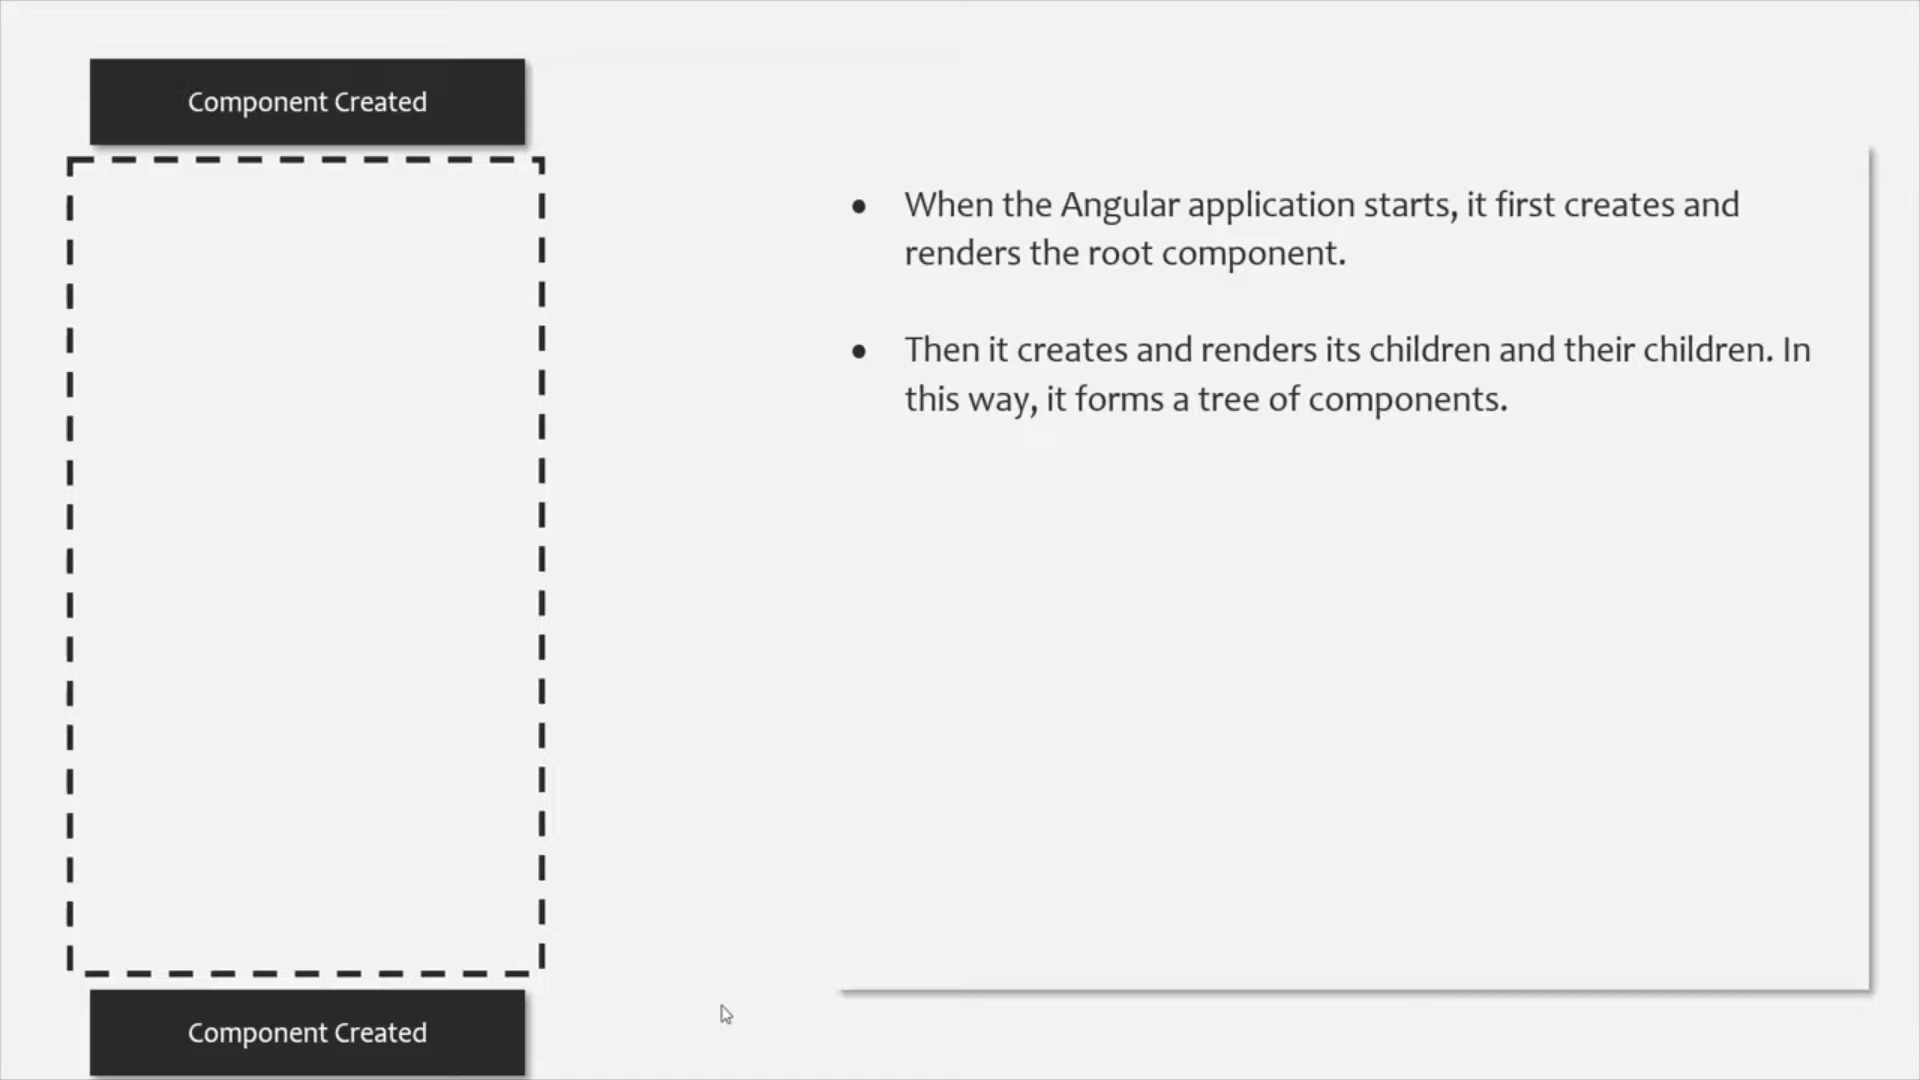 Component Created
● When the Angular application starts, it first creates and
renders the root component.
● Then it creates and renders its children and their children. In
this way, it forms a tree of components.
Component Created